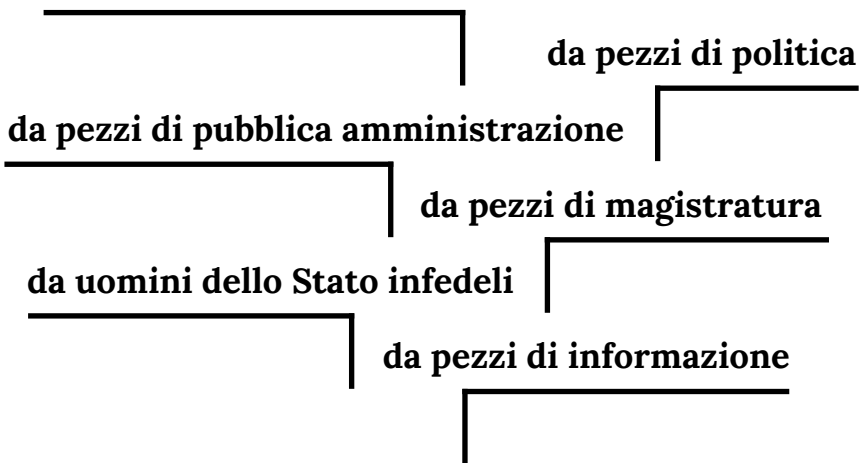 da pezzi di politica
da pezzi di pubblica amministrazione
da pezzi di magistratura
da uomini dello Stato infedeli
da pezzi di informazione